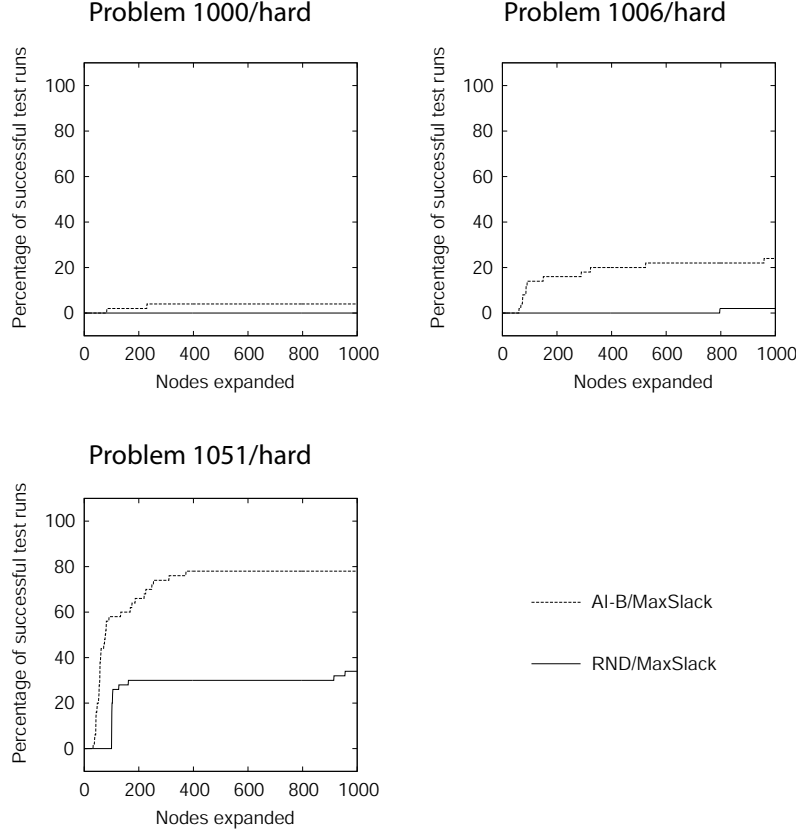 Problem 1000/hard
Problem 1006/hard
Percentage of successful test runs
100
80
60
40
20
0
0 200 400 600 800 1000
Nodes expanded
Percentage of successful test runs
100
80
60
40
20
0
0 200 400 600 800 1000
Nodes expanded
Problem 1051/hard
Percentage of successful test runs
100
80
60
40
20
0
0 200 400 600 800 1000
Nodes expanded
AI-B/MaxSlack
RND/MaxSlack